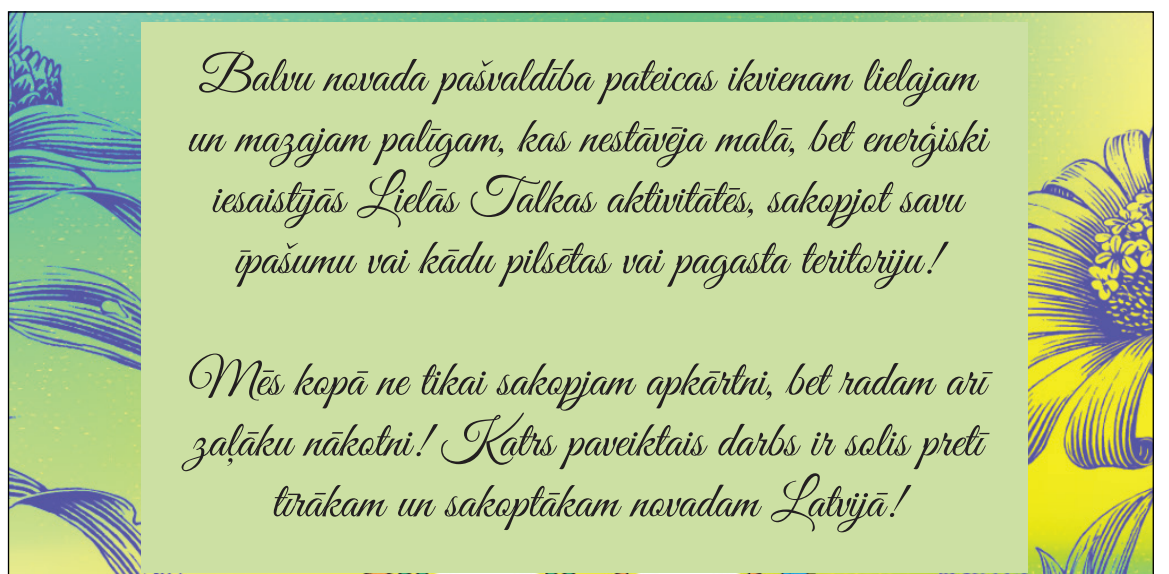 Balvu novada pašvaldība pateicas ikvienam lielajam
un mazajam palīgam, kas nestāvēja malā, bet enerģiski
iesaistījās Lielās Talkas aktivitātēs, sakopjot savu
īpašumu vai kādu pilsētas vai pagasta teritoriju!
Mēs kopā ne tikai sakopjam apkārtni, bet radam arī
zaļāku nākotni! Katrs paveiktais darbs ir solis pretī
tīrākam un sakoptākam novadam Latvijā!